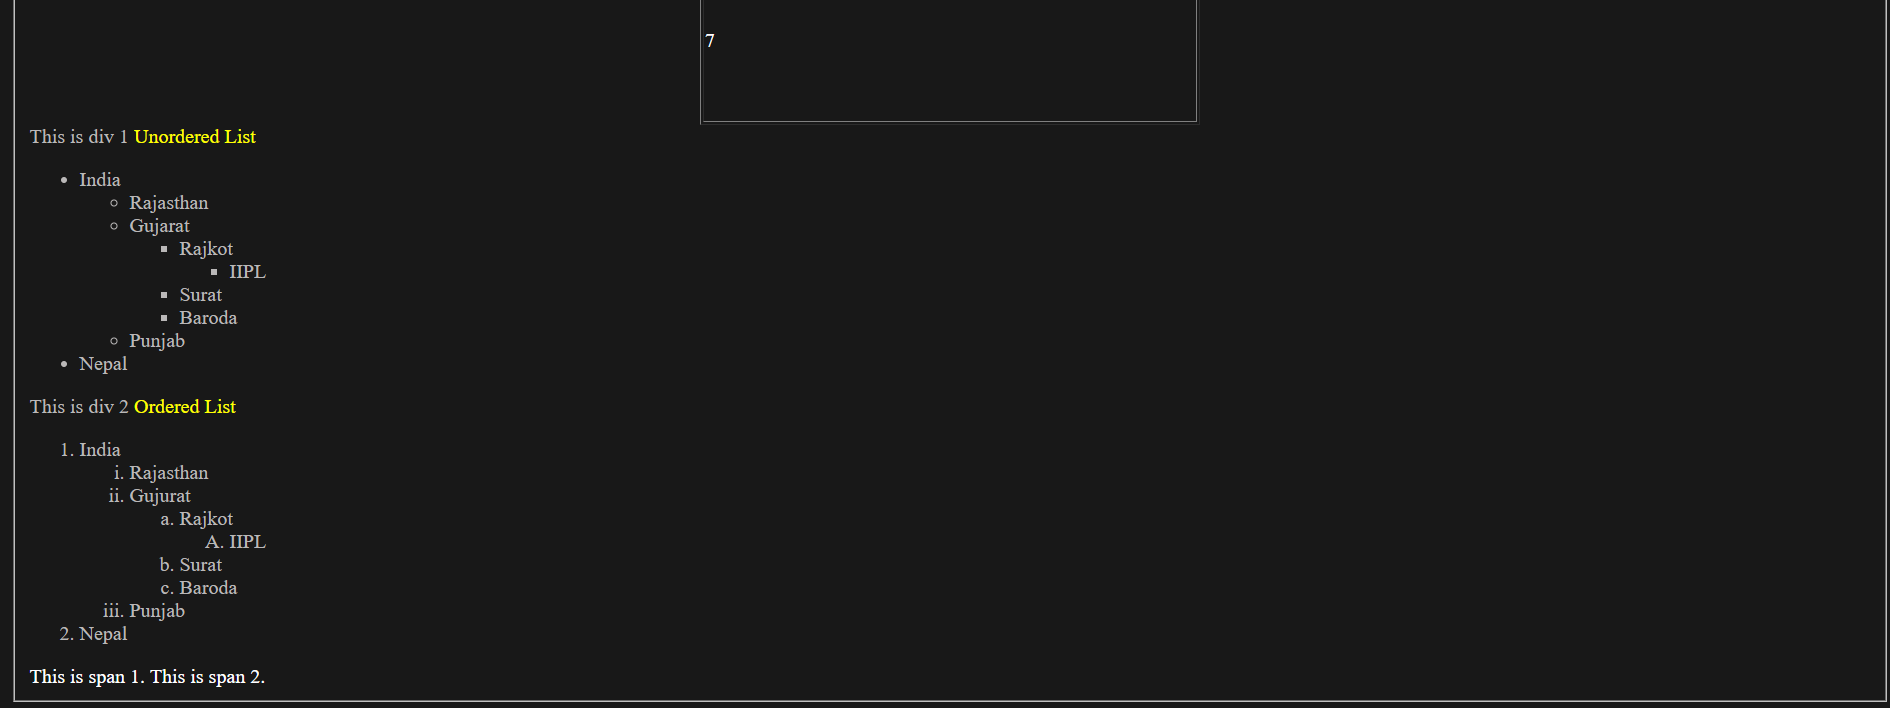 7
This is div 1 Unordered List
• India
◦ Rajasthan
◦ Gujarat
▪ Rajkot
▪ IIPL
▪ Surat
▪ Baroda
◦ Punjab
• Nepal
This is div 2 Ordered List
1. India
i. Rajasthan
ii. Gujurat
a. Rajkot
A. IIPL
b. Surat
c. Baroda
iii. Punjab
2. Nepal
This is span 1. This is span 2.